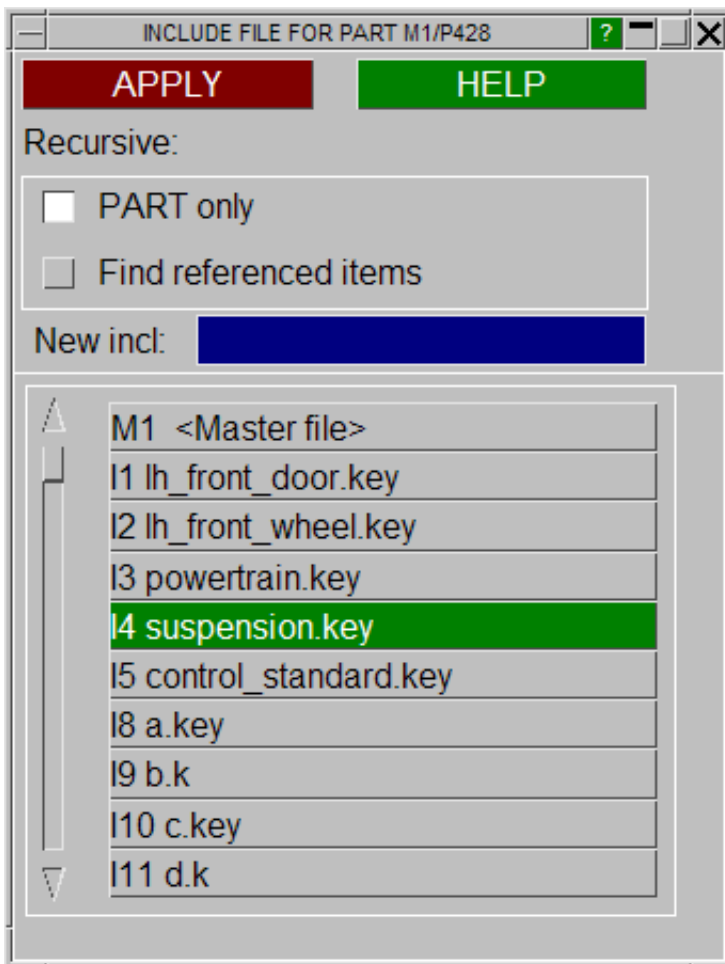 INCLUDE FILE FOR PART M1/P428 ?
APPLY HELP
Recursive:
PART only
Find referenced items
New incl:
M1 <Master file>
I1 lh_front_door.key
I2 lh_front_wheel.key
I3 powertrain.key
I4 suspension.key
I5 control_standard.key
I8 a.key
I9 b.k
I10 c.key
I11 d.k